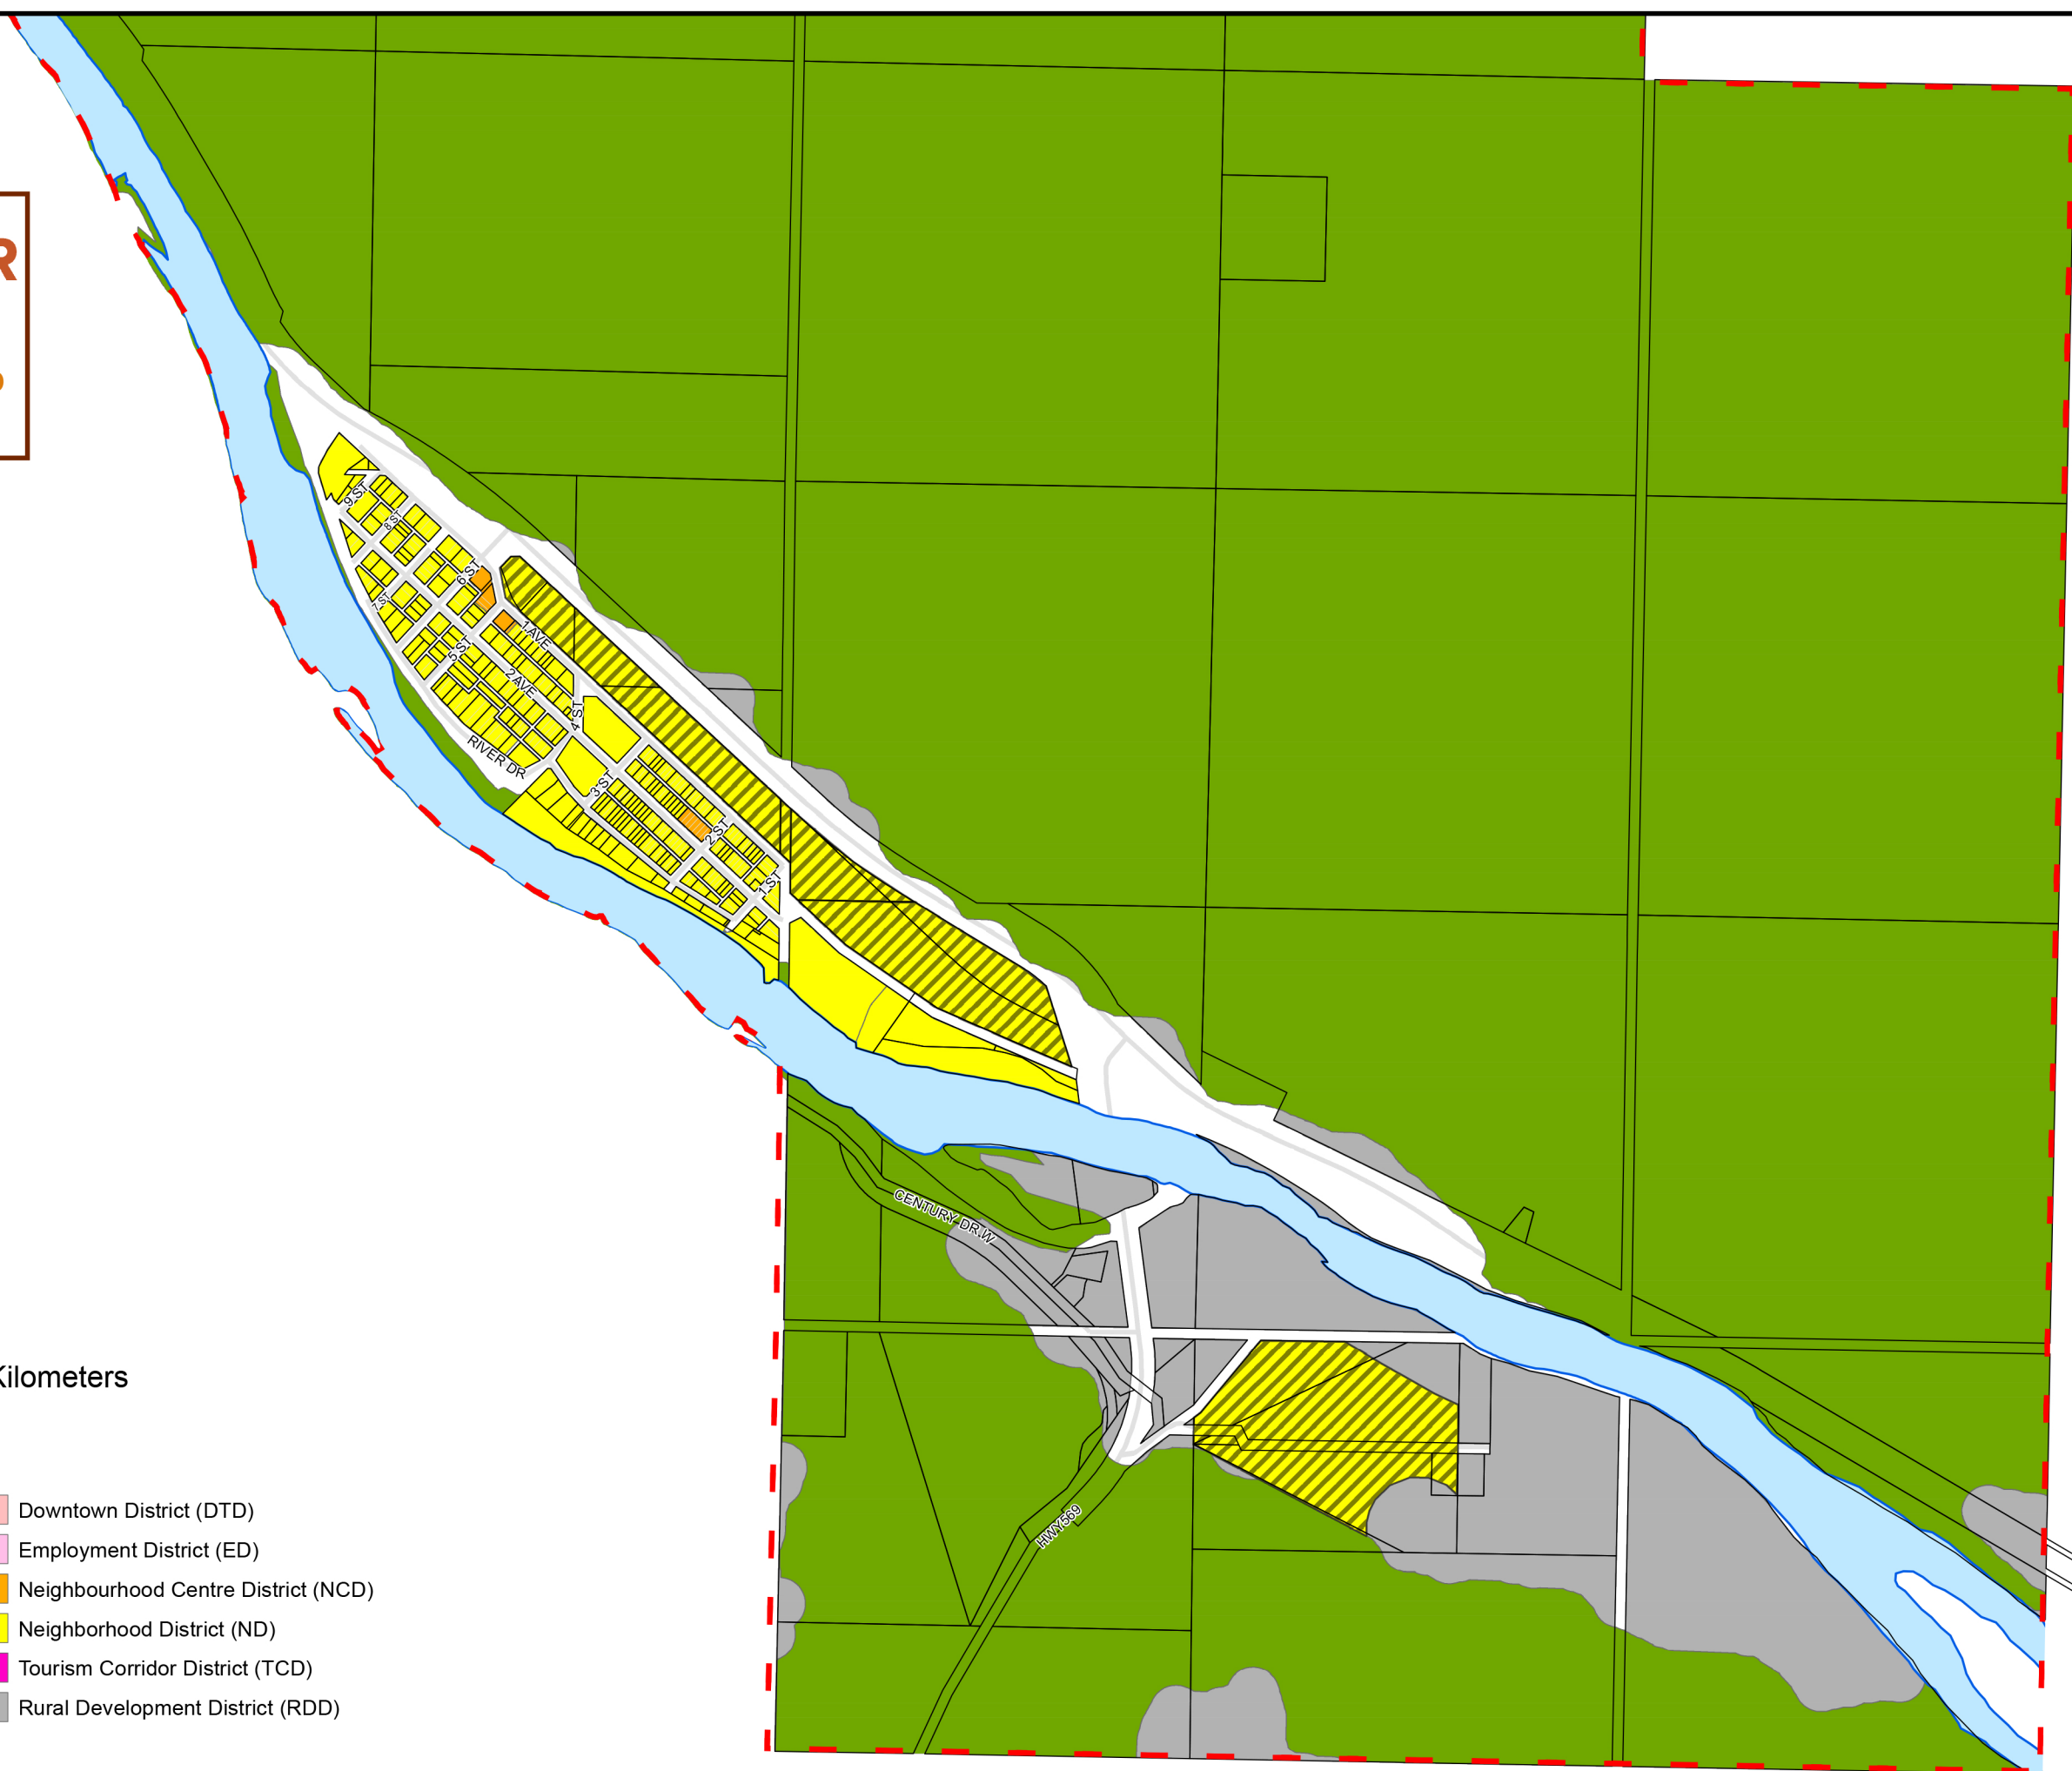 R
9 ST
8 ST
6 ST
7 ST
1 AVE
5 ST
2 AVE
4 ST
RIVER DR
3 ST
2 ST
1 ST
CENTURY DR W
HWY569
Kilometers
Downtown District (DTD)
Employment District (ED)
Neighbourhood Centre District (NCD)
Neighborhood District (ND)
Tourism Corridor District (TCD)
Rural Development District (RDD)